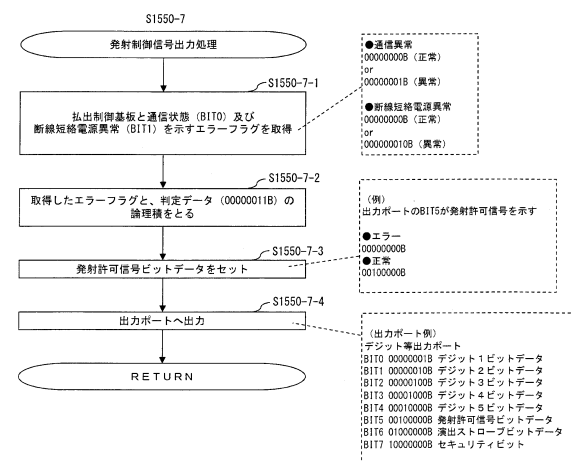 S1550-7
発射制御信号出力処理
S1550-7-1
払出制御基板と通信状態（BIT0）及び
断線短絡電源異常（BIT1）を示すエラーフラグを取得
●通信異常
00000000B（正常）
or
00000001B（異常）
●断線短絡電源異常
00000000B（正常）
or
000000010B（異常）
S1550-7-2
取得したエラーフラグと、判定データ（00000011B）の
論理積をとる
S1550-7-3
発射許可信号ビットデータをセット
（例）
出力ポートのBIT5が発射許可信号を示す
●エラー
00000000B
●正常
00100000B
S1550-7-4
出力ポートへ出力
（出力ポート例）
デジット等出力ポート
BIT0 00000001B デジット１ビットデータ
BIT1 00000010B デジット２ビットデータ
BIT2 00000100B デジット３ビットデータ
BIT3 00001000B デジット４ビットデータ
BIT4 00010000B デジット５ビットデータ
BIT5 00100000B 発射許可信号ビットデータ
BIT6 01000000B 演出ストローブビットデータ
BIT7 10000000B セキュリティビット
RETURN